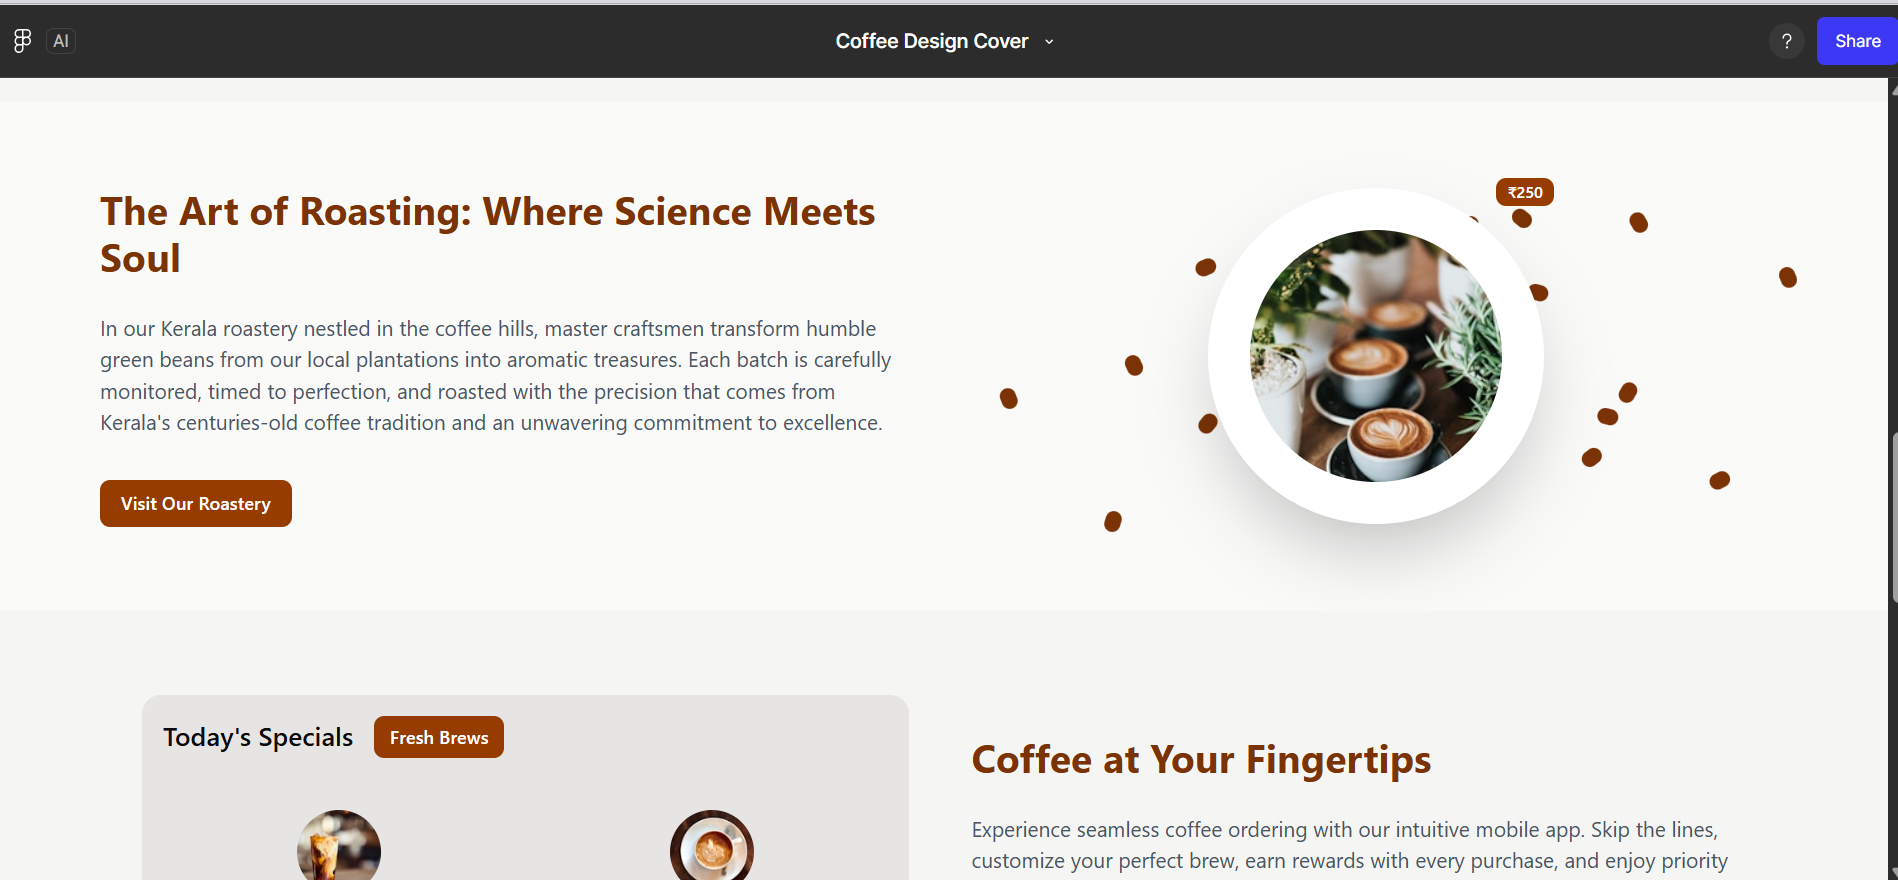 AI
Coffee Design Cover
?
Share
The Art of Roasting: Where Science Meets
Soul
In our Kerala roastery nestled in the coffee hills, master craftsmen transform humble
green beans from our local plantations into aromatic treasures. Each batch is carefully
monitored, timed to perfection, and roasted with the precision that comes from
Kerala's centuries-old coffee tradition and an unwavering commitment to excellence.
Visit Our Roastery
₹250
Today's Specials
Fresh Brews
Coffee at Your Fingertips
Experience seamless coffee ordering with our intuitive mobile app. Skip the lines,
customize your perfect brew, earn rewards with every purchase, and enjoy priority